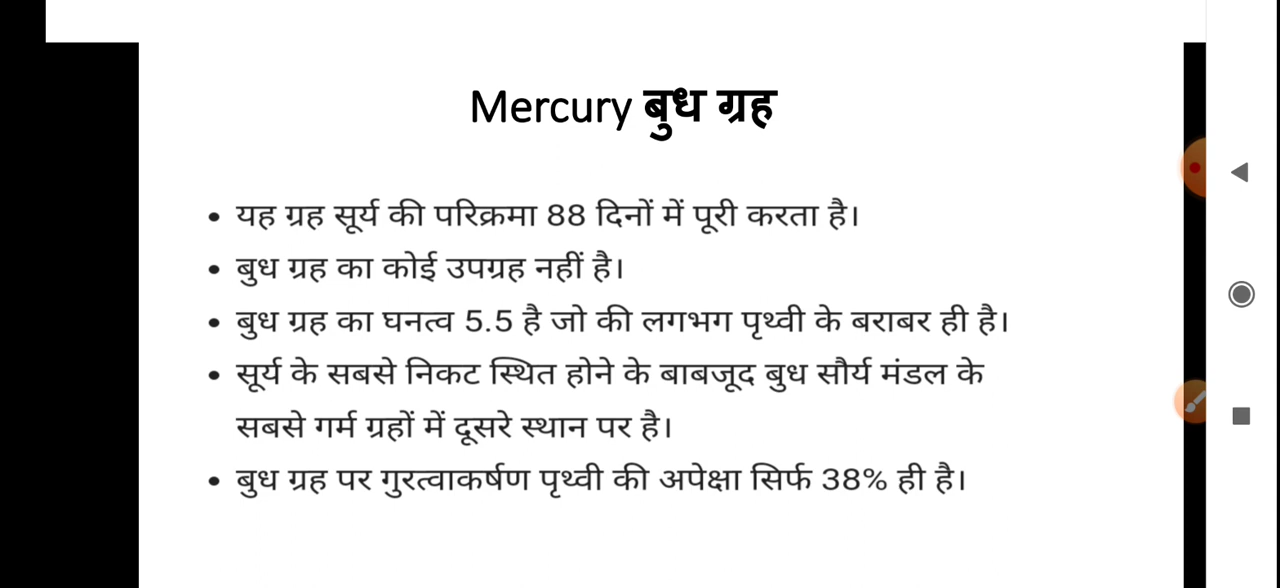 Mercury बुध ग्रह
• यह ग्रह सूर्य की परिक्रमा 88 दिनों में पूरी करता है।
• बुध ग्रह का कोई उपग्रह नहीं है।
• बुध ग्रह का घनत्व 5.5 है जो की लगभग पृथ्वी के बराबर ही है।
• सूर्य के सबसे निकट स्थित होने के बाबजूद बुध सौर्य मंडल के
सबसे गर्म ग्रहों में दूसरे स्थान पर है।
• बुध ग्रह पर गुरत्वाकर्षण पृथ्वी की अपेक्षा सिर्फ 38% ही है।